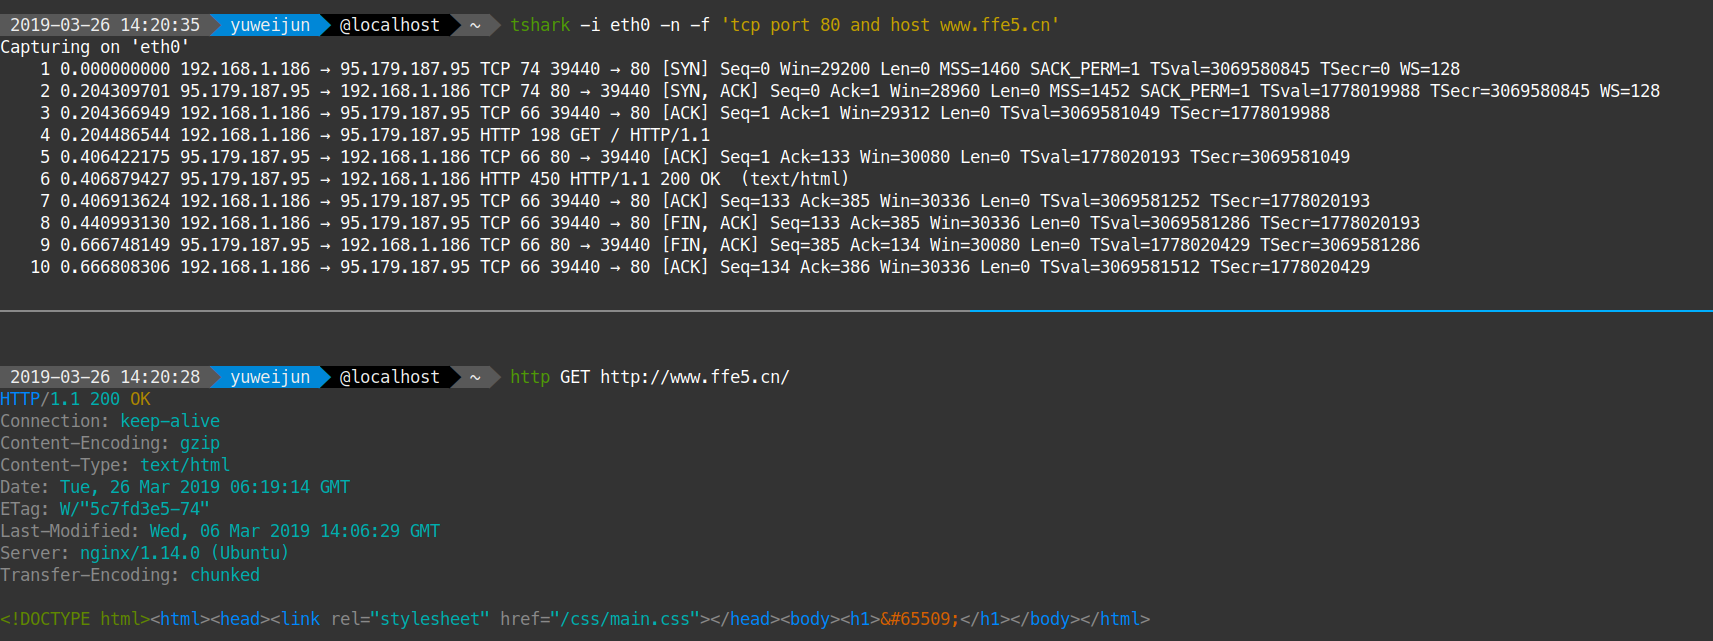 2019-03-26 14:20:35 yuweijun @localhost ~ tshark -i eth0 -n -f 'tcp port 80 and host www.ffe5.cn'
Capturing on 'eth0'
1 0.000000000 192.168.1.186 → 95.179.187.95 TCP 74 39440 → 80 [SYN] Seq=0 Win=29200 Len=0 MSS=1460 SACK_PERM=1 TSval=3069580845 TSecr=0 WS=128
2 0.204309701 95.179.187.95 → 192.168.1.186 TCP 74 80 → 39440 [SYN, ACK] Seq=0 Ack=1 Win=28960 Len=0 MSS=1452 SACK_PERM=1 TSval=1778019988 TSecr=3069580845 WS=128
3 0.204366949 192.168.1.186 → 95.179.187.95 TCP 66 39440 → 80 [ACK] Seq=1 Ack=1 Win=29312 Len=0 TSval=3069581049 TSecr=1778019988
4 0.204486544 192.168.1.186 → 95.179.187.95 HTTP 198 GET / HTTP/1.1
5 0.406422175 95.179.187.95 → 192.168.1.186 TCP 66 80 → 39440 [ACK] Seq=1 Ack=133 Win=30080 Len=0 TSval=1778020193 TSecr=3069581049
6 0.406879427 95.179.187.95 → 192.168.1.186 HTTP 450 HTTP/1.1 200 OK  (text/html)
7 0.406913624 192.168.1.186 → 95.179.187.95 TCP 66 39440 → 80 [ACK] Seq=133 Ack=385 Win=30336 Len=0 TSval=3069581252 TSecr=1778020193
8 0.440993130 192.168.1.186 → 95.179.187.95 TCP 66 39440 → 80 [FIN, ACK] Seq=133 Ack=385 Win=30336 Len=0 TSval=3069581286 TSecr=1778020193
9 0.666748149 95.179.187.95 → 192.168.1.186 TCP 66 80 → 39440 [FIN, ACK] Seq=385 Ack=134 Win=30080 Len=0 TSval=1778020429 TSecr=3069581286
10 0.666808306 192.168.1.186 → 95.179.187.95 TCP 66 39440 → 80 [ACK] Seq=134 Ack=386 Win=30336 Len=0 TSval=3069581512 TSecr=1778020429
2019-03-26 14:20:28 yuweijun @localhost ~ http GET http://www.ffe5.cn/
HTTP/1.1 200 OK
Connection: keep-alive
Content-Encoding: gzip
Content-Type: text/html
Date: Tue, 26 Mar 2019 06:19:14 GMT
ETag: W/"5c7fd3e5-74"
Last-Modified: Wed, 06 Mar 2019 14:06:29 GMT
Server: nginx/1.14.0 (Ubuntu)
Transfer-Encoding: chunked
<!DOCTYPE html><html><head><link rel="stylesheet" href="/css/main.css"></head><body><h1>&#65509;</h1></body></html>